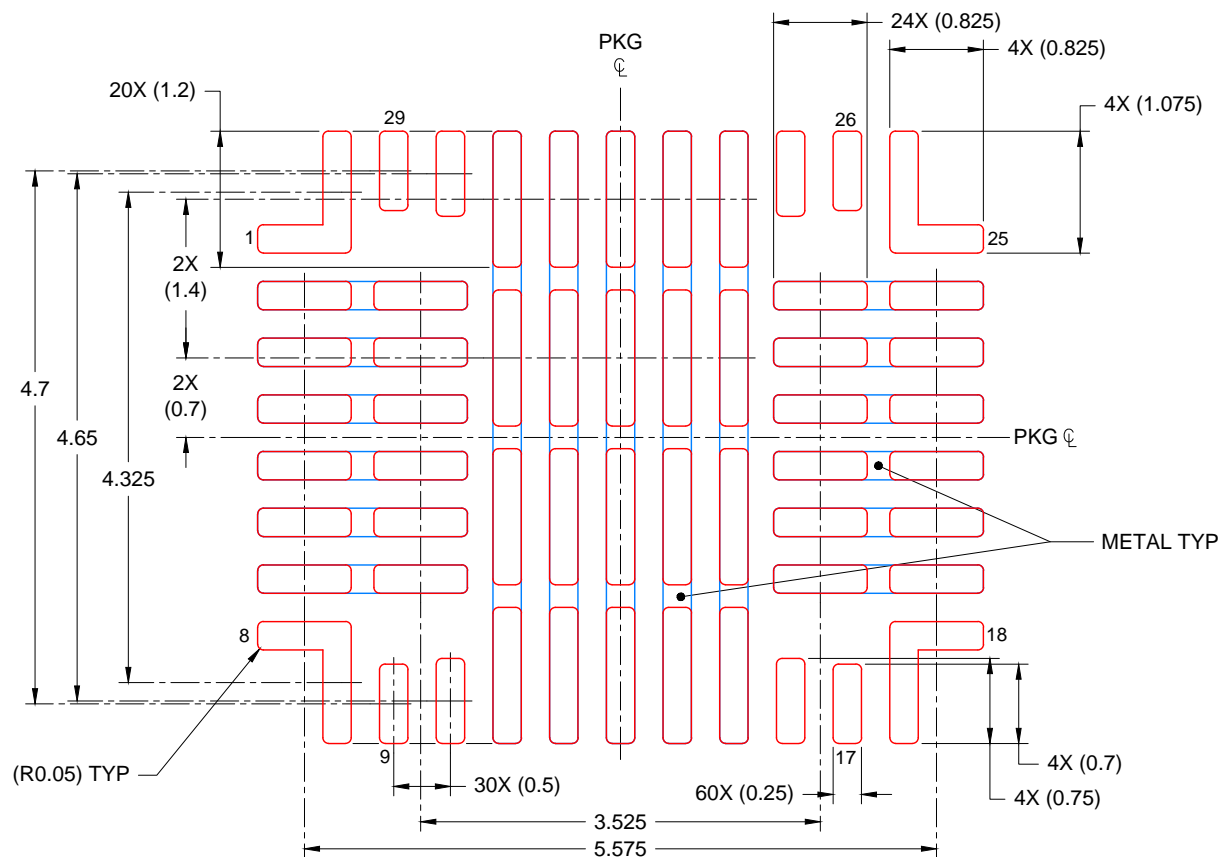 24X (0.825)
PKG
℄
4X (0.825)
20X (1.2)
4X (1.075)
29
26
1
25
2X
(1.4)
2X
(0.7)
4.7
4.65
4.325
PKG ℄
METAL TYP
8
18
9
17
(R0.05) TYP
30X (0.5)
60X (0.25)
4X (0.7)
4X (0.75)
3.525
5.575